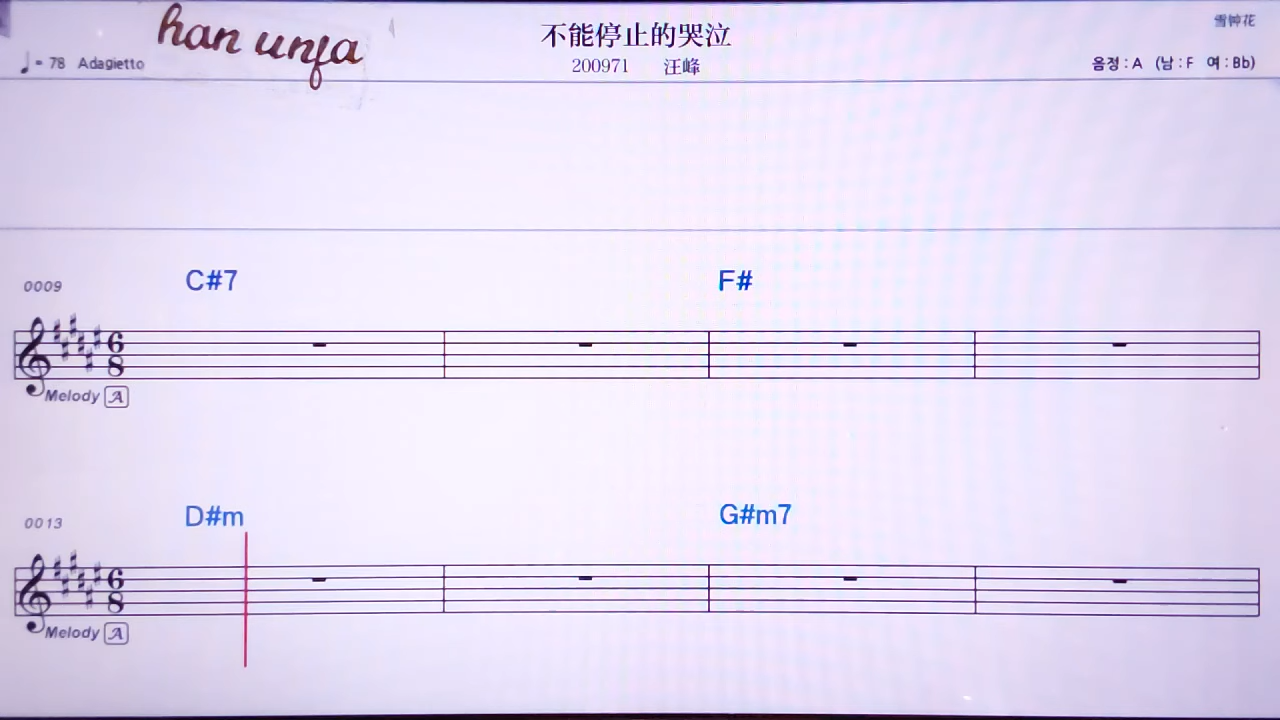 han unfa
不能停止的哭泣
雪钟花
♩= 78 Adagietto
200971 汪峰
음정 : A (남 : F 여 : Bb)
0009 C#7 F#
6 8
Melody A
0013 D#m G#m7
6 8
Melody A